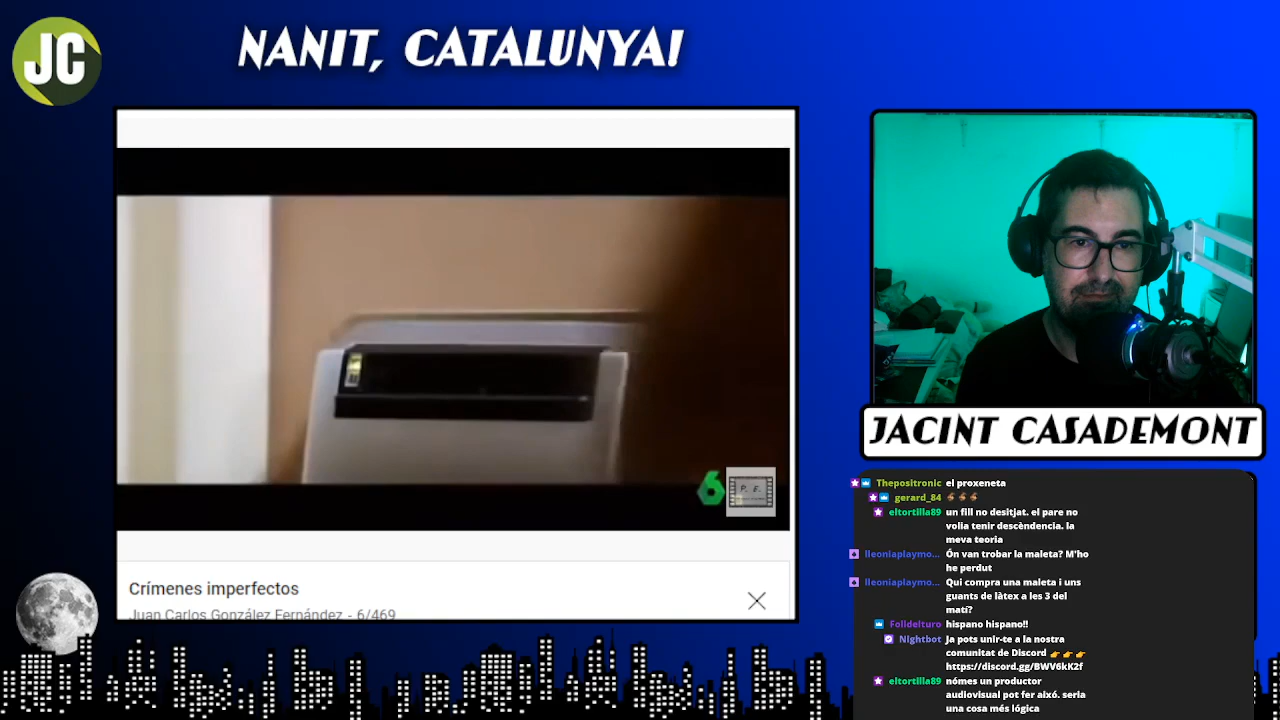 JC
NANIT, CATALUNYA!
6
P. F.
Crímenes imperfectos
Juan Carlos González Fernández - 6/469
JACINT CASADEMONT
Thepositronic el proxeneta
gerard_84
eltortilla89 un fill no desitjat. el pare no
volia tenir descèndencia. la
meva teoria
lleoniaplaymo... Ón van trobar la maleta? M'ho
he perdut
lleoniaplaymo... Qui compra una maleta i uns
guants de làtex a les 3 del
matí?
Folldelturo hispano hispano!!
Nightbot Ja pots unir-te a la nostra
comunitat de Discord 👉 👉 👉
https://discord.gg/BWV6kK2f
eltortilla89 nómes un productor
audiovisual pot fer aixó. seria
una cosa més lógica